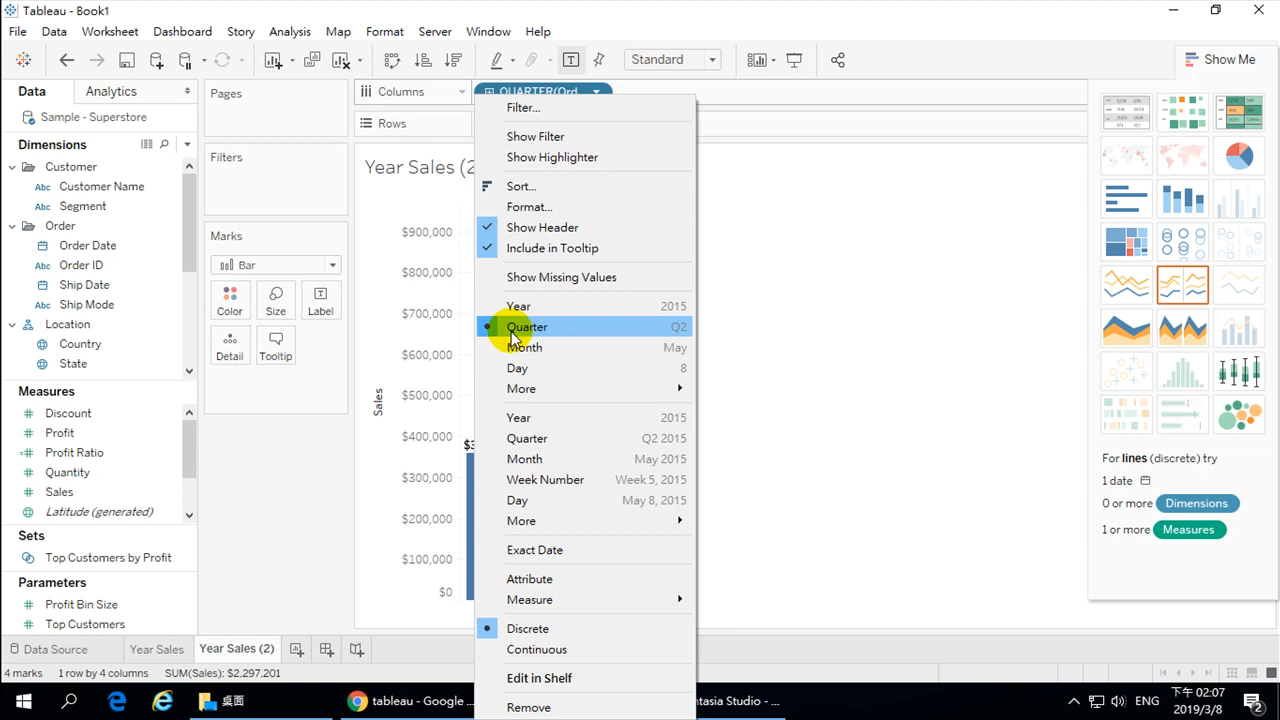 Tableau - Book1
File Data Worksheet Dashboard Story Analysis Map Format Server Window Help
Standard
Show Me
Data Analytics
Sample - Superstore
Dimensions
Customer
Customer Name
Segment
Order
Order Date
Order ID
Ship Date
Ship Mode
Location
Country
State
Measures
Discount
Profit
Profit Ratio
Quantity
Sales
Latitude (generated)
Sets
Top Customers by Profit
Parameters
Profit Bin Size
Top Customers
Pages
Filters
Marks
Bar
Color Size Label
Detail Tooltip
Columns QUARTER(Ord..
Rows
Year Sales (2
$900,000
$800,000
$700,000
$600,000
$500,000
$400,000
$300,000
$200,000
$100,000
$0
Sales
Filter...
Show Filter
Show Highlighter
Sort...
Format...
Show Header
Include in Tooltip
Show Missing Values
Year 2015
Quarter Q2
Month May
Day 8
More
Year 2015
Quarter Q2 2015
Month May 2015
Week Number Week 5, 2015
Day May 8, 2015
More
Exact Date
Attribute
Measure
Discrete
Continuous
Edit in Shelf
Remove
For lines (discrete) try
1 date
0 or more Dimensions
1 or more Measures
Data Source Year Sales Year Sales (2)
4 marks 1 row by 4 columns SUM(Sales): $2,297,201
桌面 tableau - Google ... tasia Studio - ...
ENG 下午 02:07
2019/3/8
2